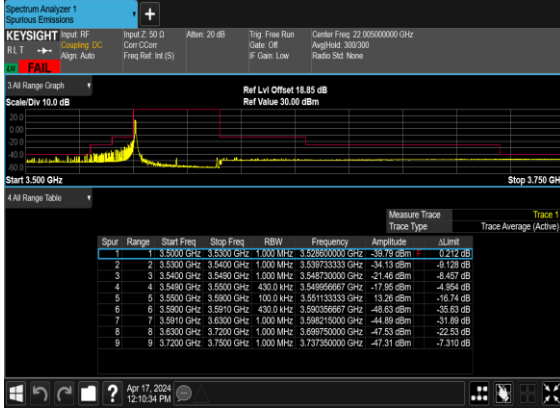 Spectrum Analyzer 1
Spurious Emissions
+
KEYSIGHT Input: RF Input Z: 50 Ω Atten: 20 dB Trig: Free Run Center Freq: 22.005000000 GHz
RLT Coupling: DC Corr CCorr Gate: Off Avg|Hold: 300/300
Align: Auto Freq Ref: Int (S) IF Gain: Low Radio Std: None
FAIL
3 All Range Graph
Ref Lvl Offset 18.85 dB
Scale/Div 10.0 dB Ref Value 30.00 dBm
20.0
0.00
-20.0
-40.0
-60.0
Start 3.500 GHz Stop 3.750 GH
4 All Range Table
Measure Trace Trace 1
Trace Type Trace Average (Active)
Spur Range Start Freq Stop Freq RBW Frequency Amplitude ΔLimit
1 1 3.5000 GHz 3.5300 GHz 1.000 MHz 3.528600000 GHz -39.79 dBm F 0.212 dB
2 2 3.5300 GHz 3.5400 GHz 1.000 MHz 3.539733333 GHz -34.13 dBm -9.128 dB
3 3 3.5400 GHz 3.5490 GHz 1.000 MHz 3.548730000 GHz -21.46 dBm -8.457 dB
4 4 3.5490 GHz 3.5500 GHz 430.0 kHz 3.549956667 GHz -17.95 dBm -4.954 dB
5 5 3.5500 GHz 3.5900 GHz 100.0 kHz 3.551133333 GHz 13.26 dBm -16.74 dB
6 6 3.5900 GHz 3.5910 GHz 430.0 kHz 3.590356667 GHz -48.63 dBm -35.63 dB
7 7 3.5910 GHz 3.6300 GHz 1.000 MHz 3.598215000 GHz -44.89 dBm -31.89 dB
8 8 3.6300 GHz 3.7200 GHz 1.000 MHz 3.699750000 GHz -47.53 dBm -22.53 dB
9 9 3.7200 GHz 3.7500 GHz 1.000 MHz 3.737350000 GHz -47.31 dBm -7.310 dB
? Apr 17, 2024
12:10:34 PM